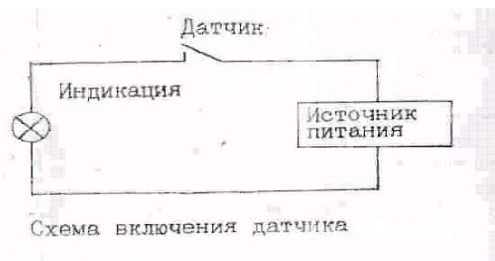 Датчик
Индикация
Источник
питания
Схема включения датчика